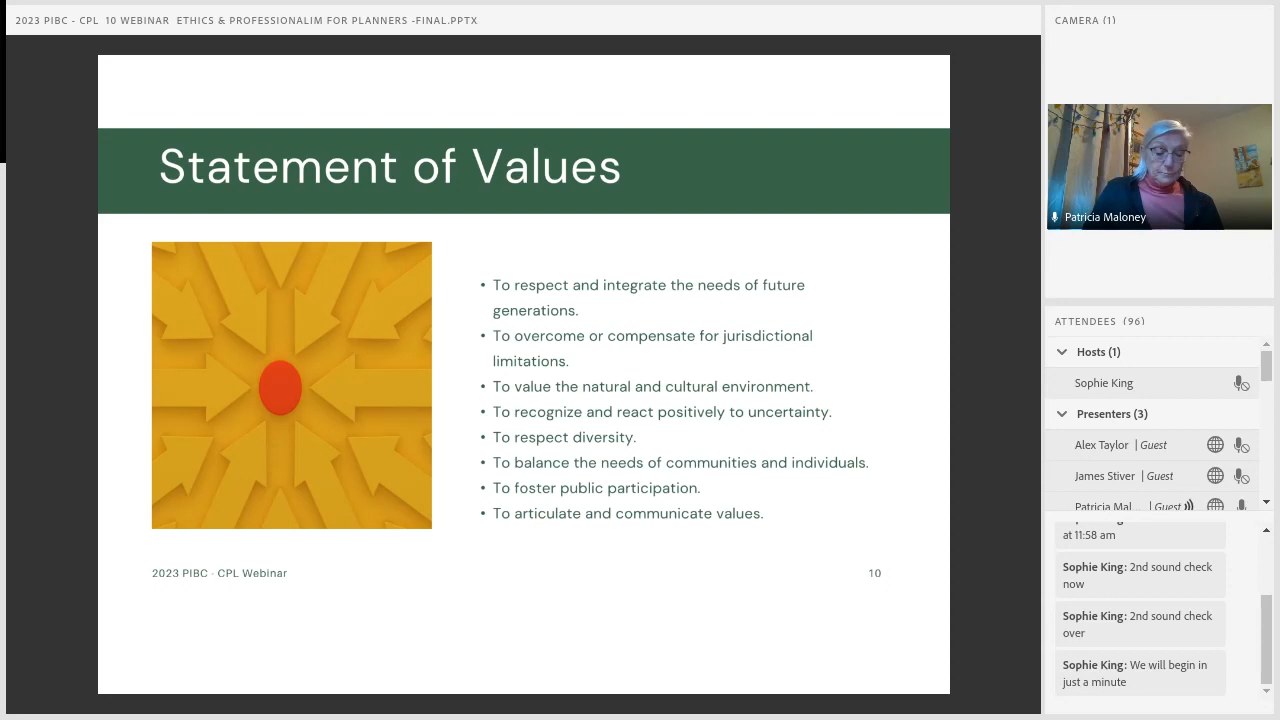 2023 PIBC - CPL 10 WEBINAR ETHICS & PROFESSIONALIM FOR PLANNERS -FINAL.PPTX
Statement of Values
• To respect and integrate the needs of future
generations.
• To overcome or compensate for jurisdictional
limitations.
• To value the natural and cultural environment.
• To recognize and react positively to uncertainty.
• To respect diversity.
• To balance the needs of communities and individuals.
• To foster public participation.
• To articulate and communicate values.
2023 PIBC - CPL Webinar
10
CAMERA (1)
Patricia Maloney
ATTENDEES (96)
Hosts (1)
Sophie King
Presenters (3)
Alex Taylor | Guest
James Stiver | Guest
Patricia Mal... | Guest
at 11:58 am
Sophie King: 2nd sound check
now
Sophie King: 2nd sound check
over
Sophie King: We will begin in
just a minute